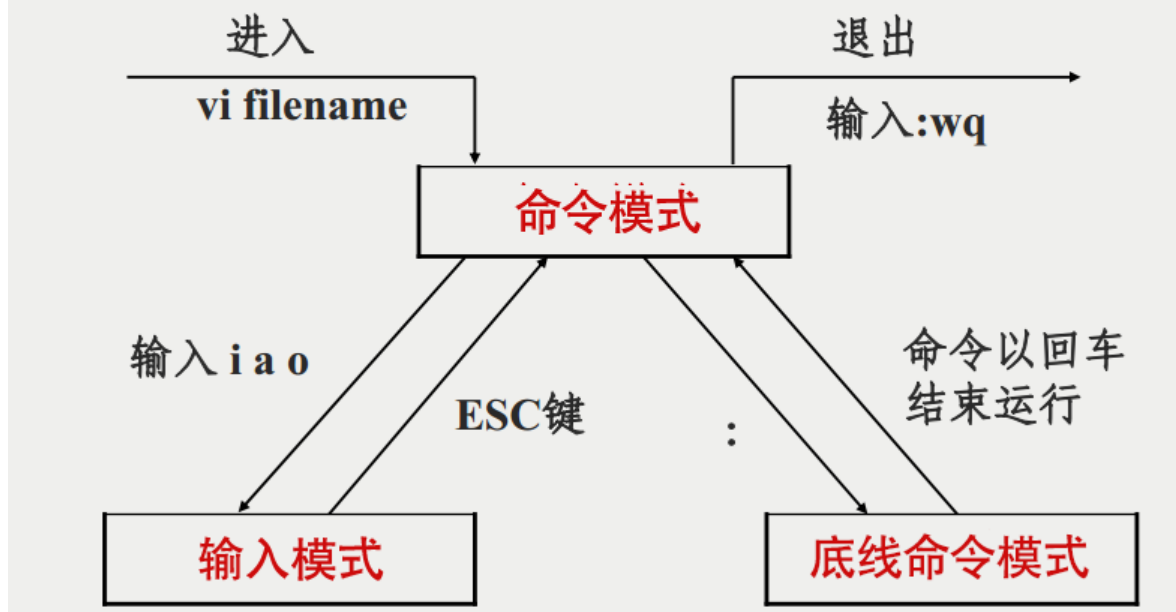 进入
vi filename
退出
输入:wq
命令模式
输入 i a o
ESC键
:
命令以回车
结束运行
输入模式
底线命令模式